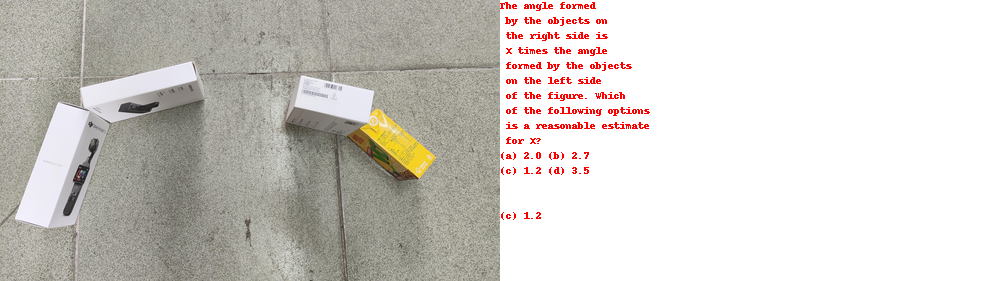 The angle formed
by the objects on
the right side is
X times the angle
formed by the objects
on the left side
of the figure. Which
of the following options
is a reasonable estimate
for X?
(a) 2.0 (b) 2.7
(c) 1.2 (d) 3.5
(c) 1.2